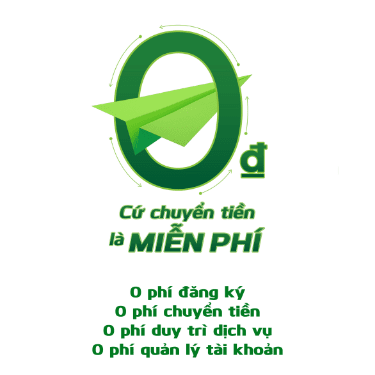 0đ
Cứ chuyển tiền
là MIỄN PHÍ
0 phí đăng ký
0 phí chuyển tiền
0 phí duy trì dịch vụ
0 phí quản lý tài khoản